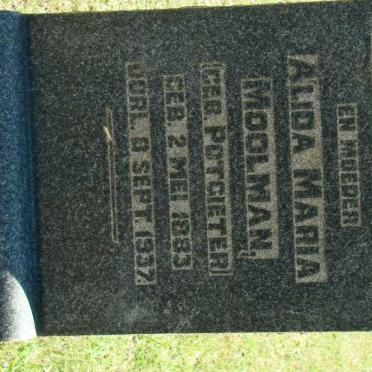 EN MOEDER
ALIDA MARIA
MOOLMAN,
(GEB POTGIETER)
GEB. 2 MEI 1883
OORL. 8 SEPT 1937.